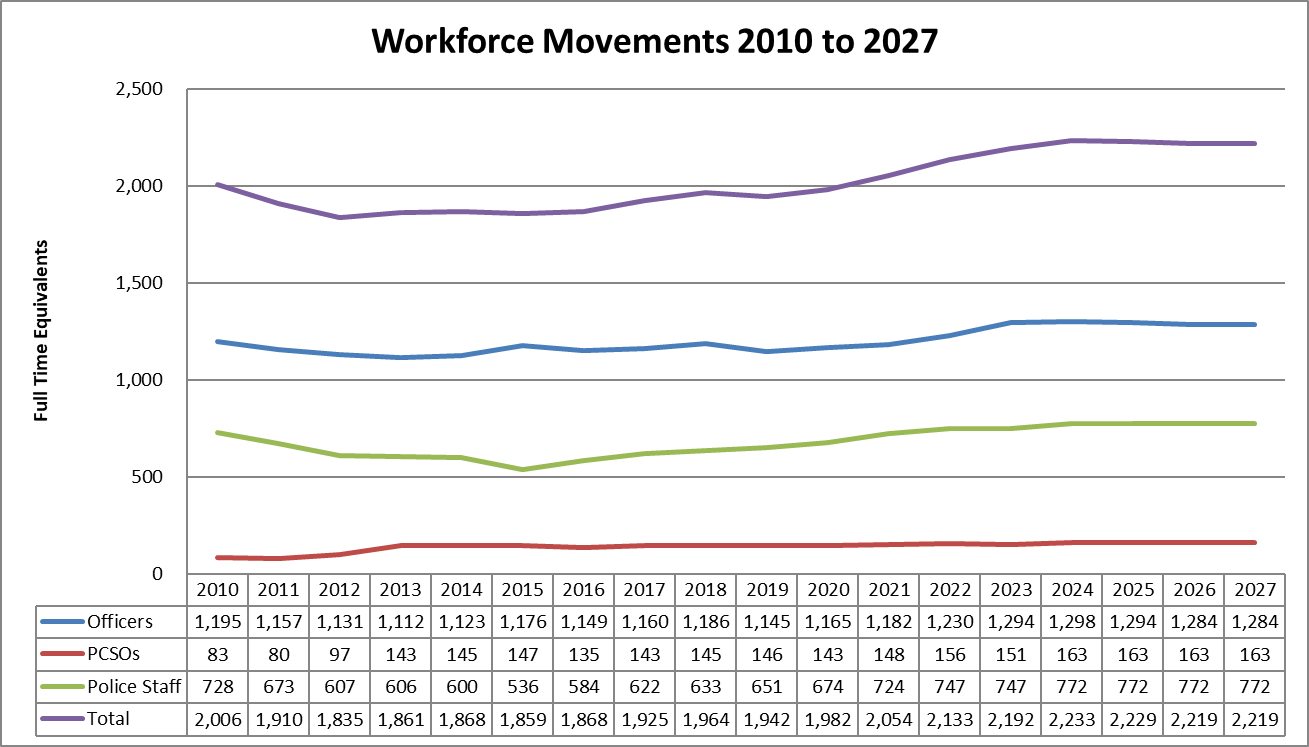 Workforce Movements 2010 to 2027
2,500
2,000
1,500
1,000
500
0
Full Time Equivalents
2010 2011 2012 2013 2014 2015 2016 2017 2018 2019 2020 2021 2022 2023 2024 2025 2026 2027
Officers 1,195 1,157 1,131 1,112 1,123 1,176 1,149 1,160 1,186 1,145 1,165 1,182 1,230 1,294 1,298 1,294 1,284 1,284
PCSOs 83 80 97 143 145 147 135 143 145 146 143 148 156 151 163 163 163 163
Police Staff 728 673 607 606 600 536 584 622 633 651 674 724 747 747 772 772 772 772
Total 2,006 1,910 1,835 1,861 1,868 1,859 1,868 1,925 1,964 1,942 1,982 2,054 2,133 2,192 2,233 2,229 2,219 2,219